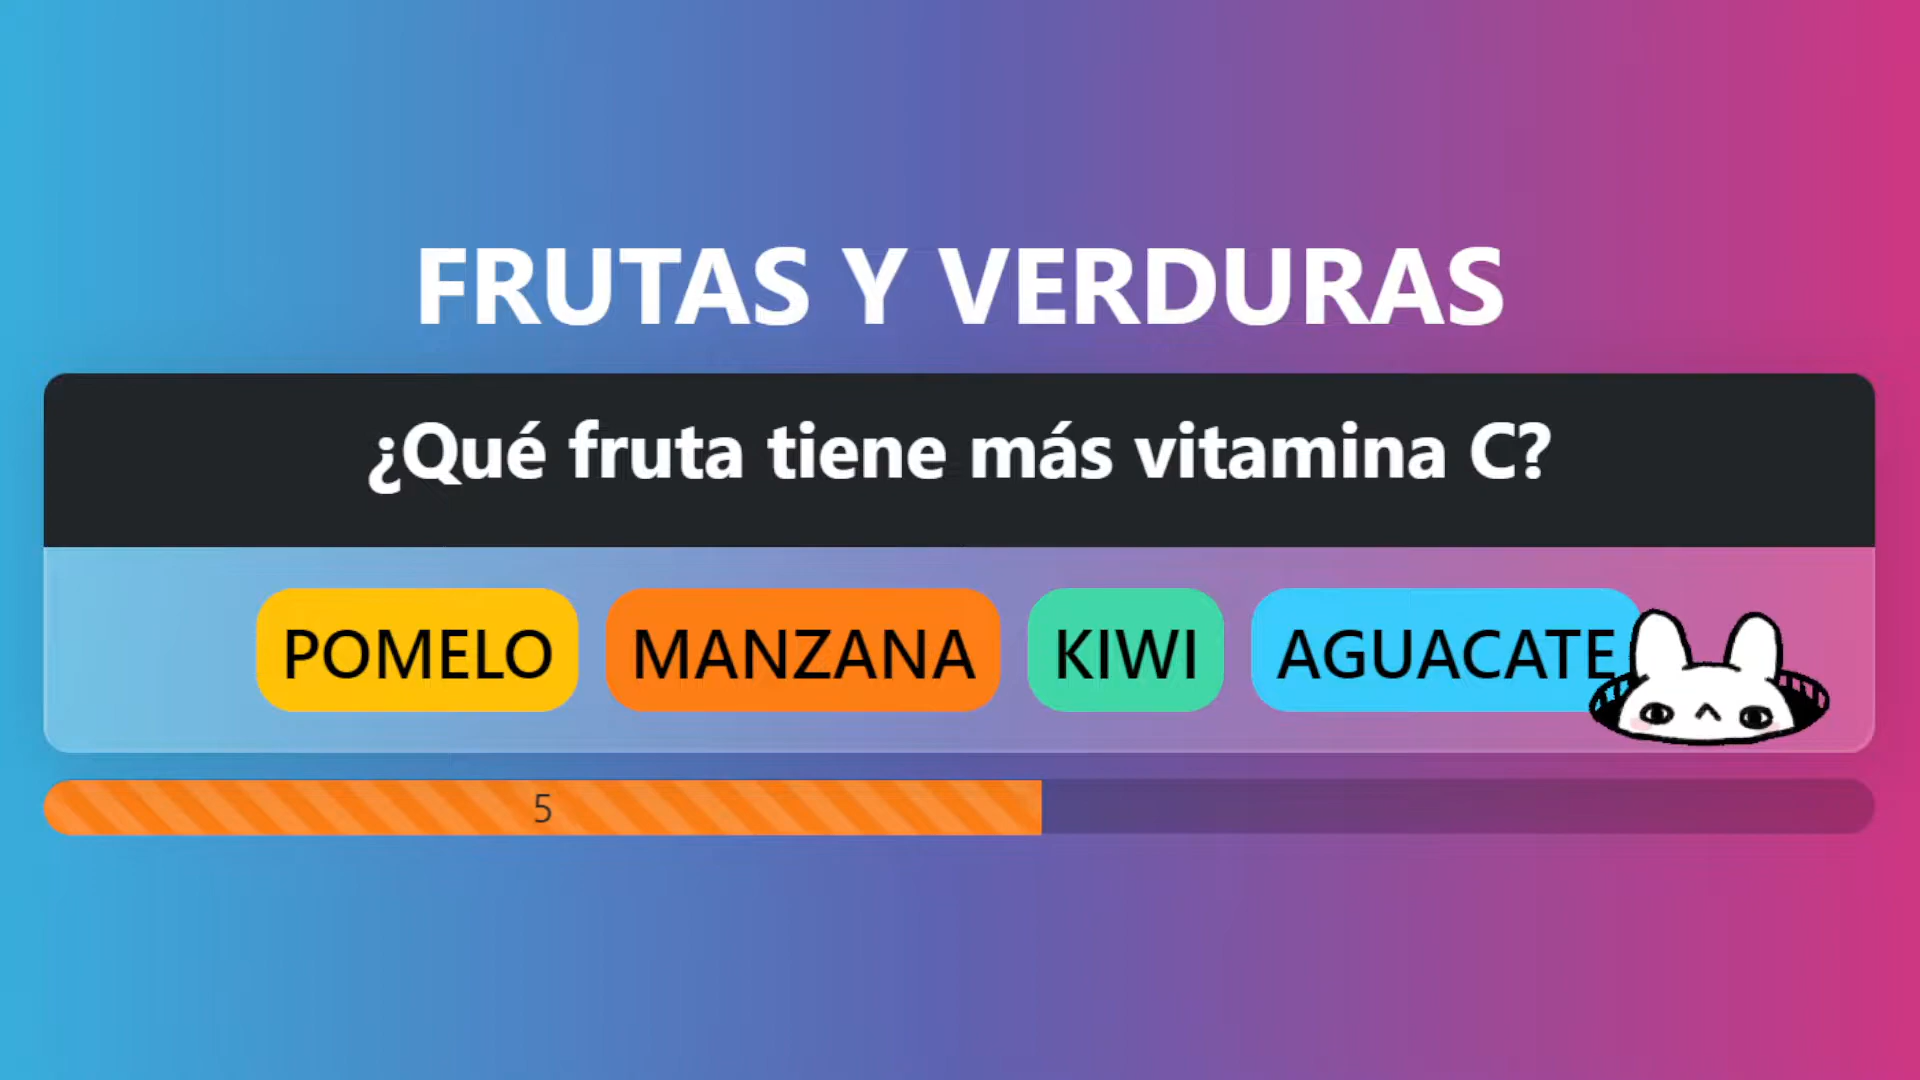 FRUTAS Y VERDURAS
¿Qué fruta tiene más vitamina C?
POMELO MANZANA KIWI AGUACATE
5